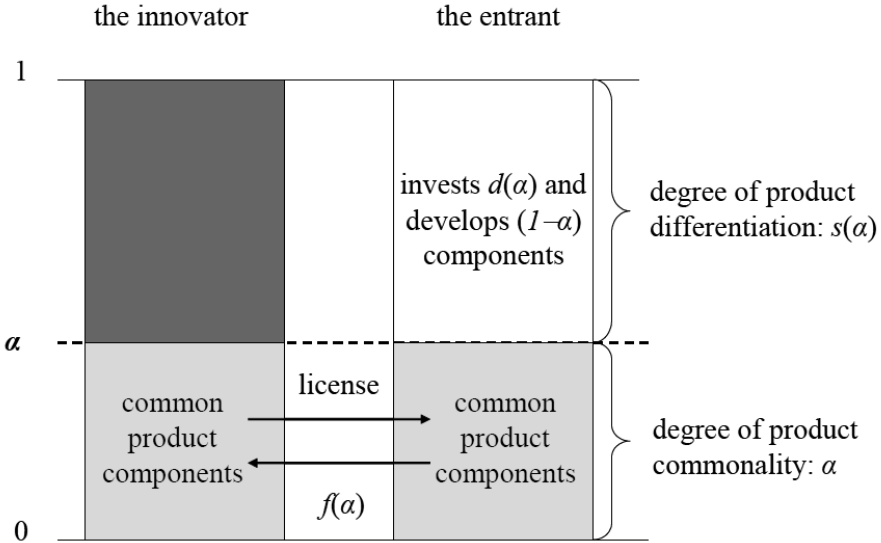 the innovator
the entrant
1
invests d(α) and
develops (1–α)
components
degree of product
differentiation: s(α)
α
license
common
product
components
common
product
components
degree of product
commonality: α
f(α)
0